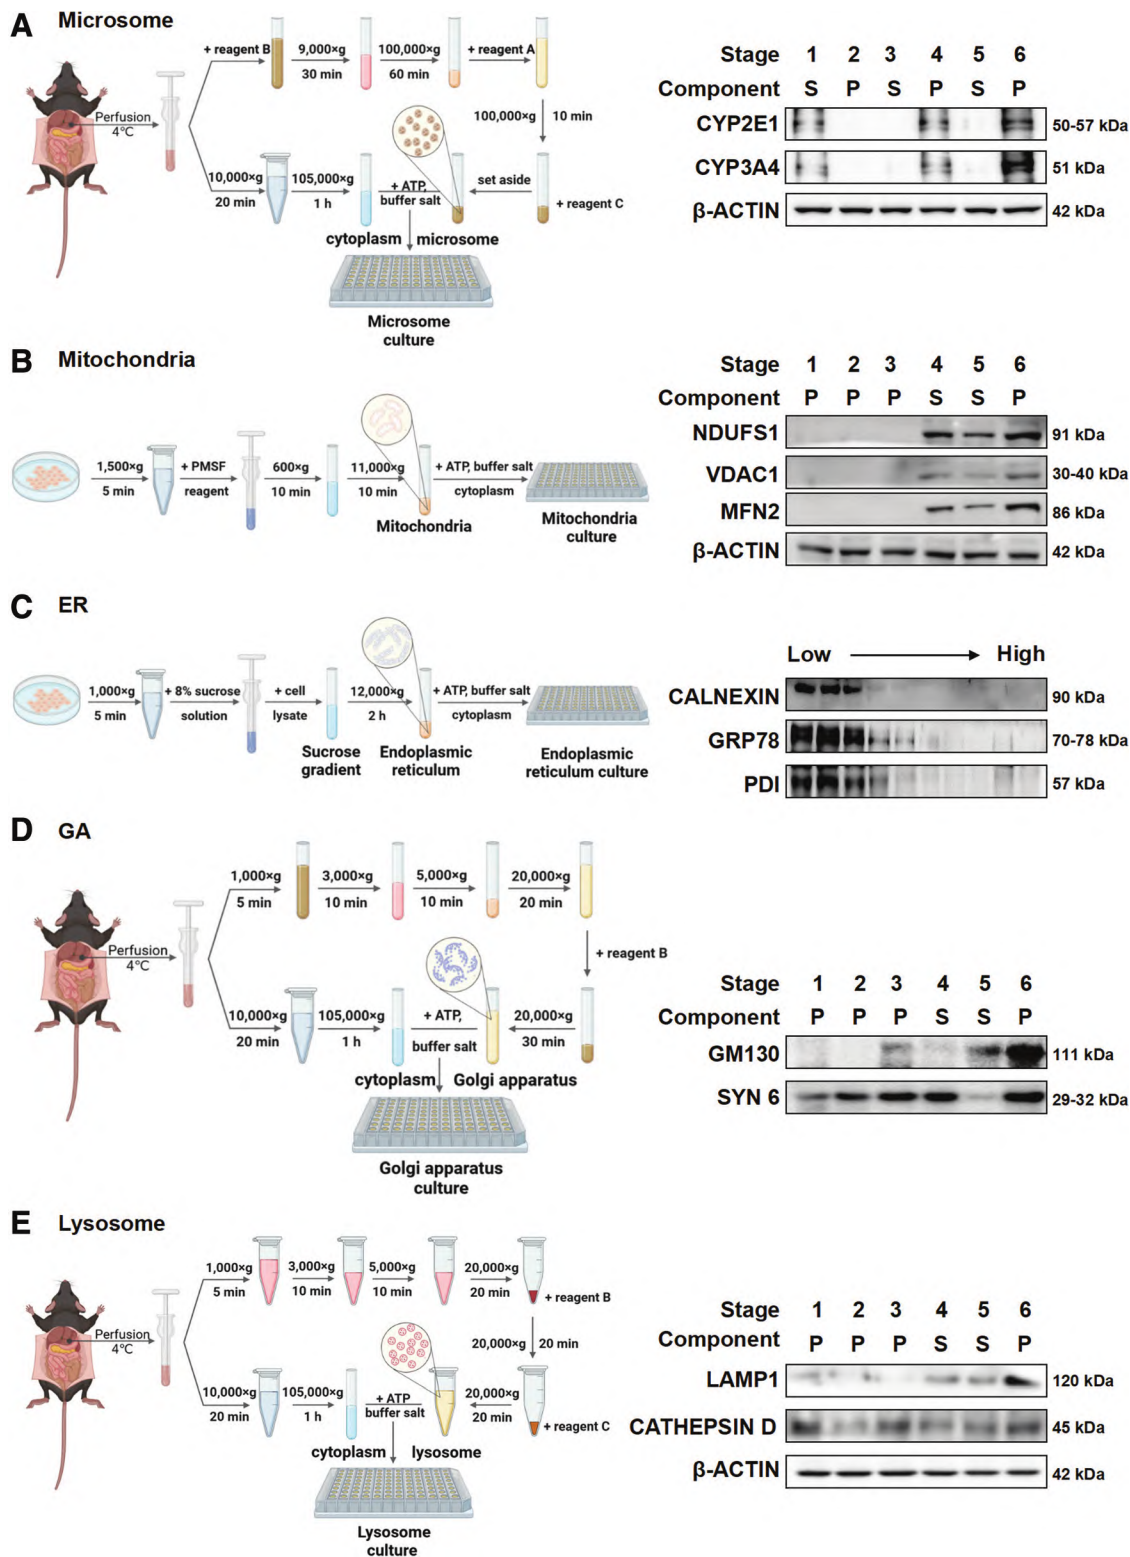 A Microsome
+ reagent B 9,000×g 100,000×g + reagent A
30 min 60 min
Perfusion
4°C
100,000×g 10 min
10,000×g 105,000×g + ATP, set aside
20 min 1 h buffer salt + reagent C
cytoplasm microsome
Microsome
culture
Stage 1 2 3 4 5 6
Component S P S P S P
CYP2E1 50-57 kDa
CYP3A4 51 kDa
β-ACTIN 42 kDa
B Mitochondria
1,500×g + PMSF 600×g 11,000×g + ATP, buffer salt
5 min reagent 10 min 10 min cytoplasm
Mitochondria
Mitochondria
culture
Stage 1 2 3 4 5 6
Component P P P S S P
NDUFS1 91 kDa
VDAC1 30-40 kDa
MFN2 86 kDa
β-ACTIN 42 kDa
C ER
1,000×g + 8% sucrose + cell 12,000×g + ATP, buffer salt
5 min solution lysate 2 h cytoplasm
Sucrose
gradient
Endoplasmic
reticulum
Endoplasmic
reticulum culture
Low High
CALNEXIN 90 kDa
GRP78 70-78 kDa
PDI 57 kDa
D GA
1,000×g 3,000×g 5,000×g 20,000×g
5 min 10 min 10 min 20 min
Perfusion
4°C
+ reagent B
10,000×g 105,000×g + ATP, 20,000×g
20 min 1 h buffer salt 30 min
cytoplasm Golgi apparatus
Golgi apparatus
culture
Stage 1 2 3 4 5 6
Component P P P S S P
GM130 111 kDa
SYN 6 29-32 kDa
E Lysosome
1,000×g 3,000×g 5,000×g 20,000×g
5 min 10 min 10 min 20 min + reagent B
Perfusion
4°C
20,000×g 20 min
10,000×g 105,000×g + ATP 20,000×g
20 min 1 h buffer salt 20 min + reagent C
cytoplasm lysosome
Lysosome
culture
Stage 1 2 3 4 5 6
Component P P P S S P
LAMP1 120 kDa
CATHEPSIN D 45 kDa
β-ACTIN 42 kDa